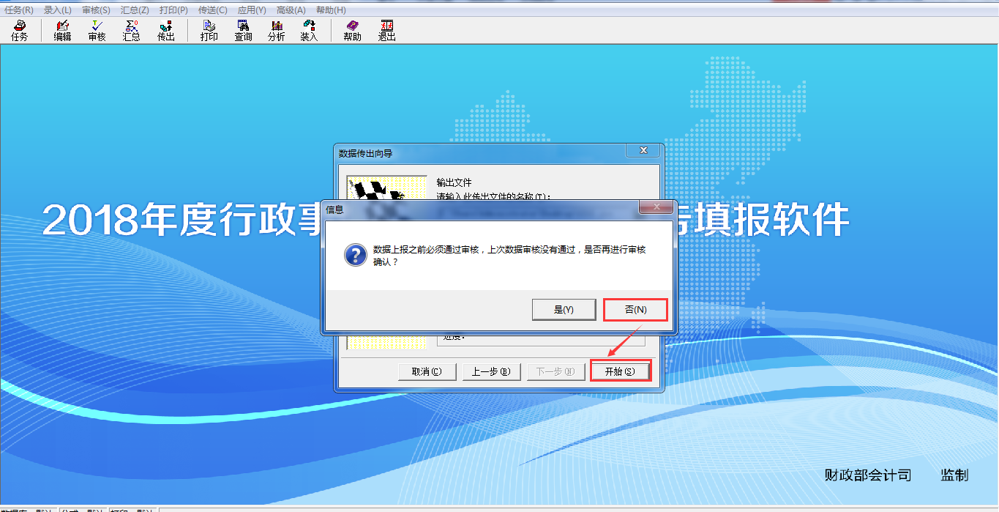 任务(R) 录入(L) 审核(S) 汇总(Z) 打印(P) 传送(C) 应用(Y) 高级(A) 帮助(H)
任务 编辑 审核 汇总 传出 打印 查询 分析 装入 帮助 退出
数据传出向导
输出文件
请输入此传出文件的名称(T):
信息
2018年度行政事 填报软件
数据上报之前必须通过审核，上次数据审核没有通过，是否再进行审核
确认？
是(Y) 否(N)
进度:
取消(C) 上一步(B) 下一步(N) 开始(S)
财政部会计司 监制